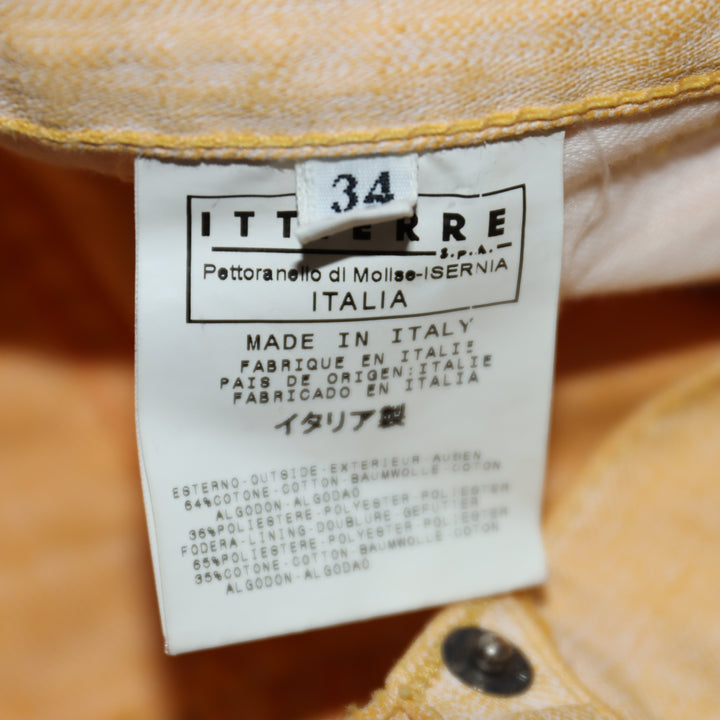 34
ITTIERRE
S.p.A.
Pettoranello di Molise-ISERNIA
ITALIA
MADE IN ITALY
FABRIQUE EN ITALIE
PAIS DE ORIGEN:ITALIE
FABRICADO EN ITALIA
イタリア製
ESTERNO-OUTSIDE-EXTERIEUR-AUBEN
64%COTONE-COTTON-BAUMWOLLE-COTON
ALGODON-ALGODAO
36%POLIESTERE-POLYESTER-POLIESTER
FODERA-LINING-DOUBLURE-GEFUTTER
65%POLIESTERE-POLYESTER-POLIESTER
35%COTONE-COTTON-BAUMWOLLE-COTON
ALGODON-ALGODAO